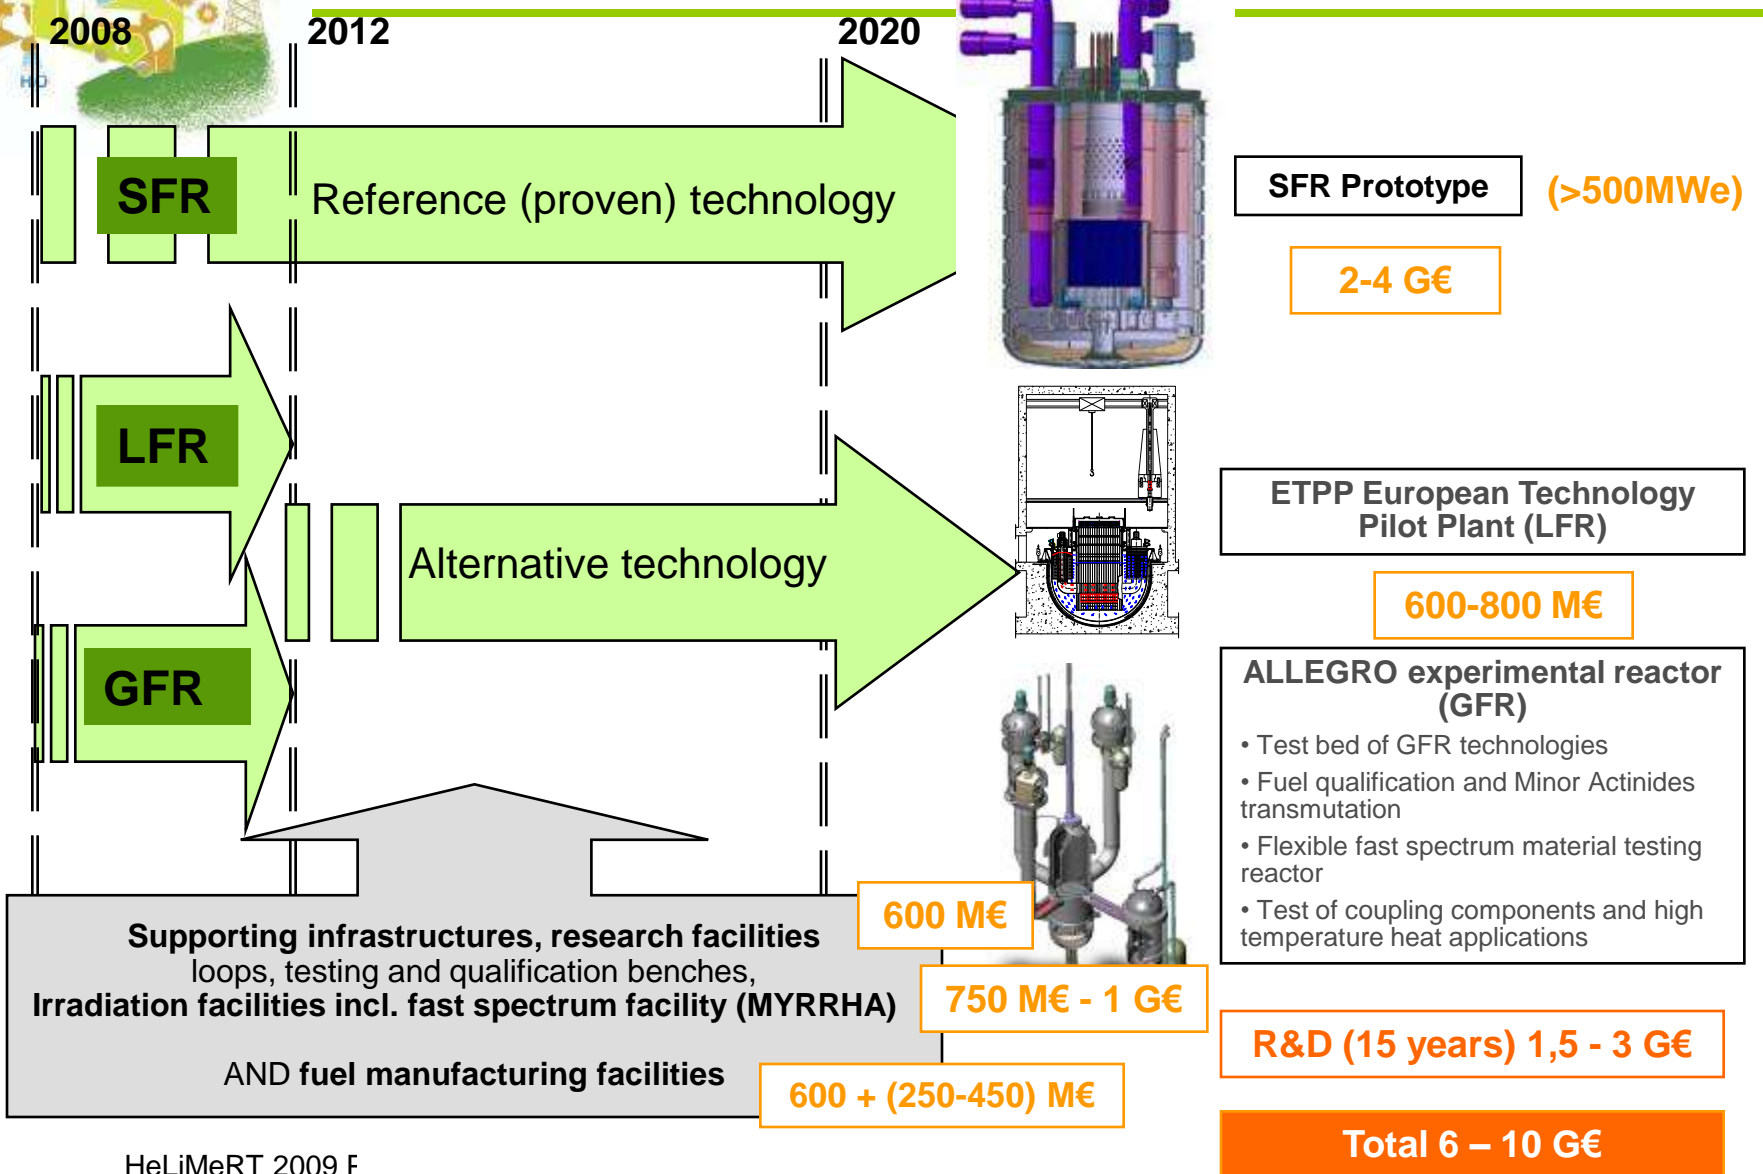 2008
2012
2020
H2O
SFR
Reference (proven) technology
SFR Prototype
(>500MWe)
2-4 G€
LFR
Alternative technology
ETPP European Technology
Pilot Plant (LFR)
600-800 M€
GFR
ALLEGRO experimental reactor
(GFR)
• Test bed of GFR technologies
• Fuel qualification and Minor Actinides
transmutation
• Flexible fast spectrum material testing
reactor
• Test of coupling components and high
temperature heat applications
Supporting infrastructures, research facilities
loops, testing and qualification benches,
Irradiation facilities incl. fast spectrum facility (MYRRHA)
AND fuel manufacturing facilities
600 M€
750 M€ - 1 G€
600 + (250-450) M€
R&D (15 years) 1,5 - 3 G€
Total 6 – 10 G€
HeLiMeRT 2009